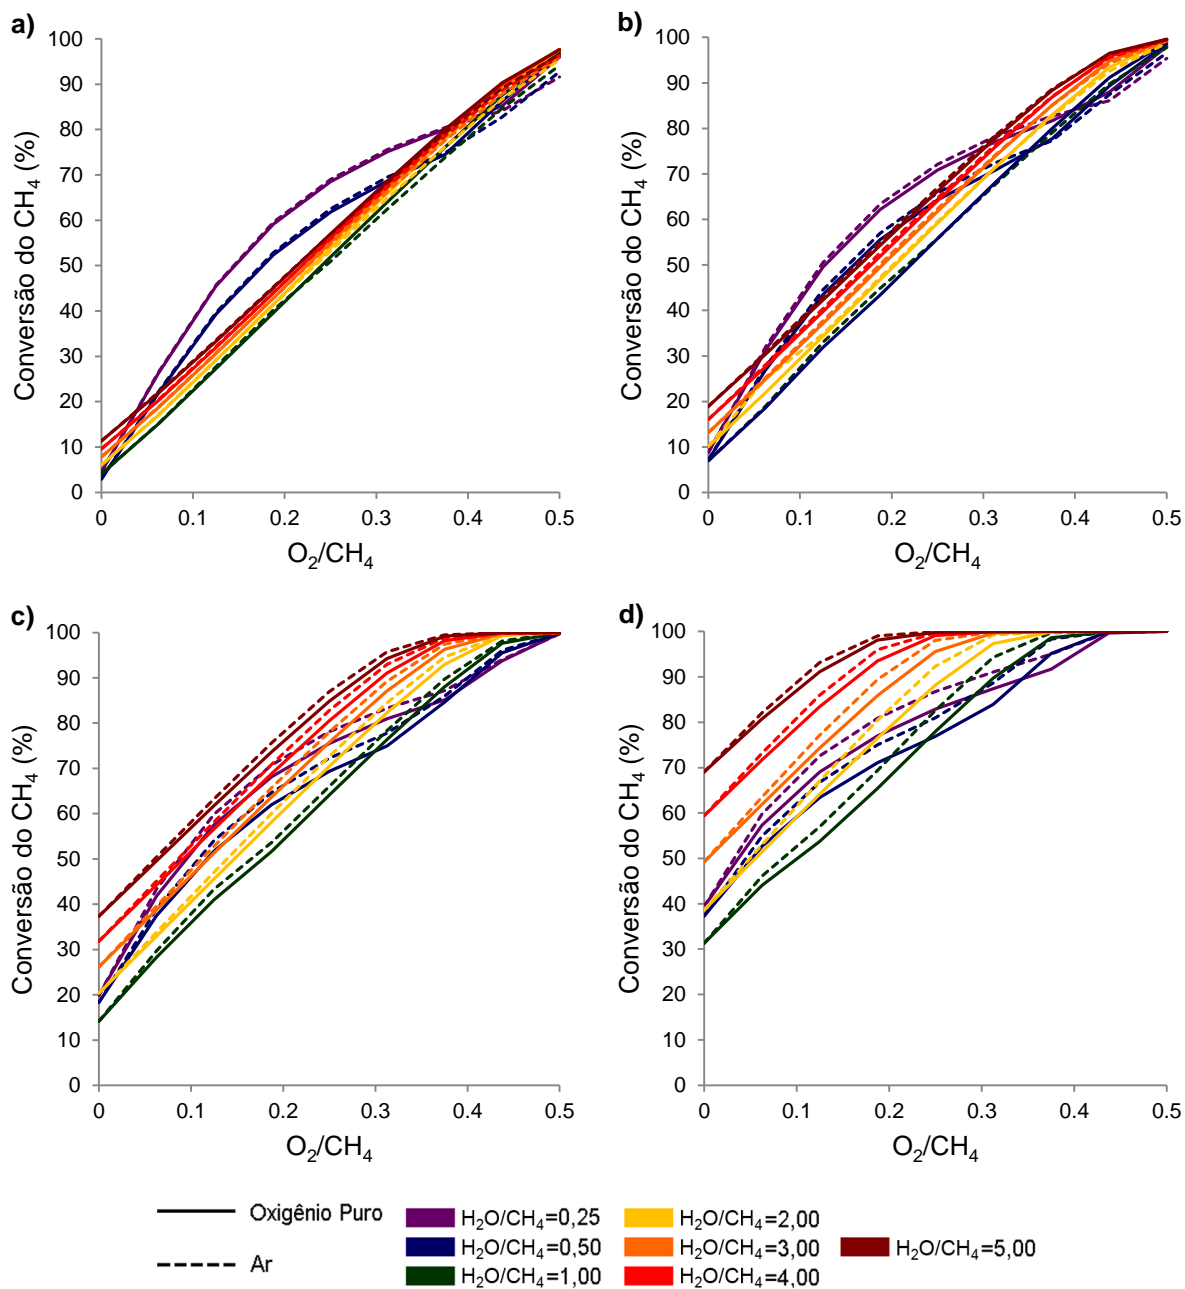 a)
Conversão do CH4 (%)
100
90
80
70
60
50
40
30
20
10
0
0 0.1 0.2 0.3 0.4 0.5
O2/CH4
b)
Conversão do CH4 (%)
100
90
80
70
60
50
40
30
20
10
0
0 0.1 0.2 0.3 0.4 0.5
O2/CH4
c)
Conversão do CH4 (%)
100
90
80
70
60
50
40
30
20
10
0
0 0.1 0.2 0.3 0.4 0.5
O2/CH4
d)
Conversão do CH4 (%)
100
90
80
70
60
50
40
30
20
10
0
0 0.1 0.2 0.3 0.4 0.5
O2/CH4
Oxigênio Puro
Ar
H2O/CH4=0,25
H2O/CH4=0,50
H2O/CH4=1,00
H2O/CH4=2,00
H2O/CH4=3,00
H2O/CH4=4,00
H2O/CH4=5,00